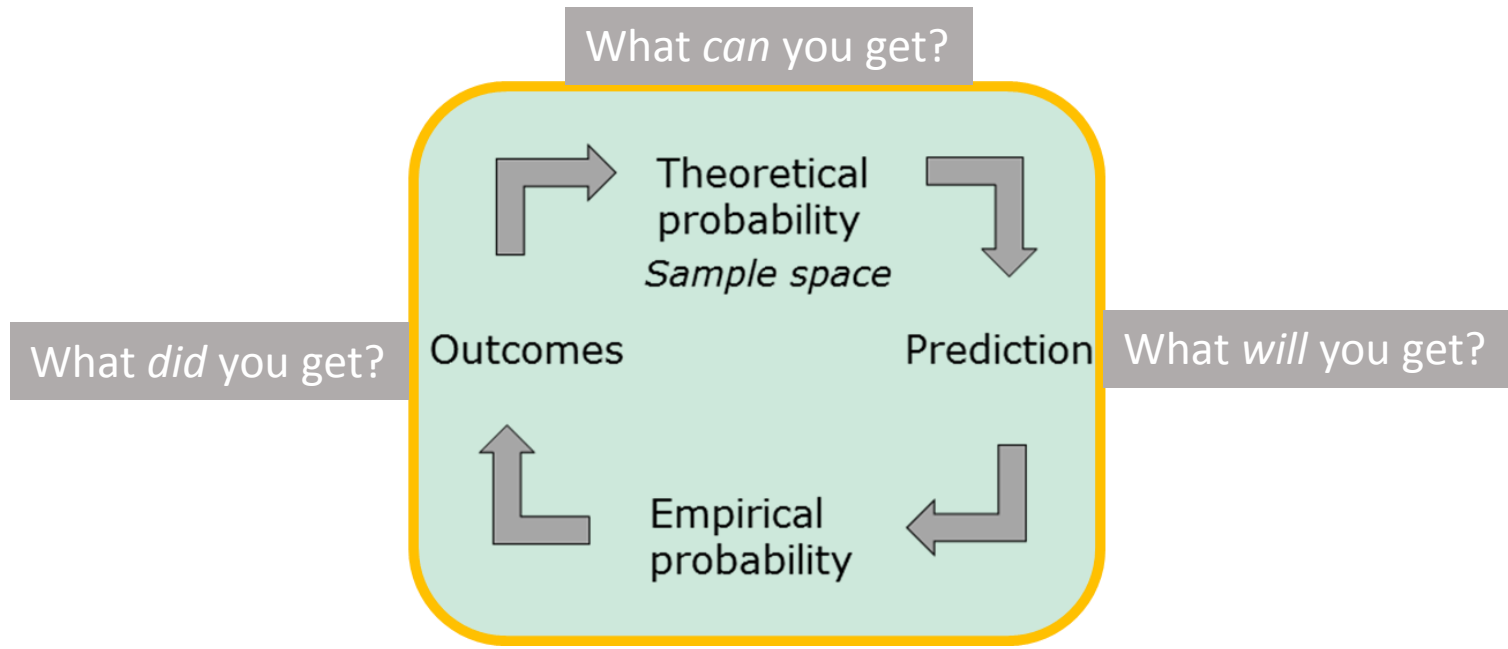 What can you get?
Theoretical
probability
Sample space
What did you get?
Outcomes
Prediction
What will you get?
Empirical
probability